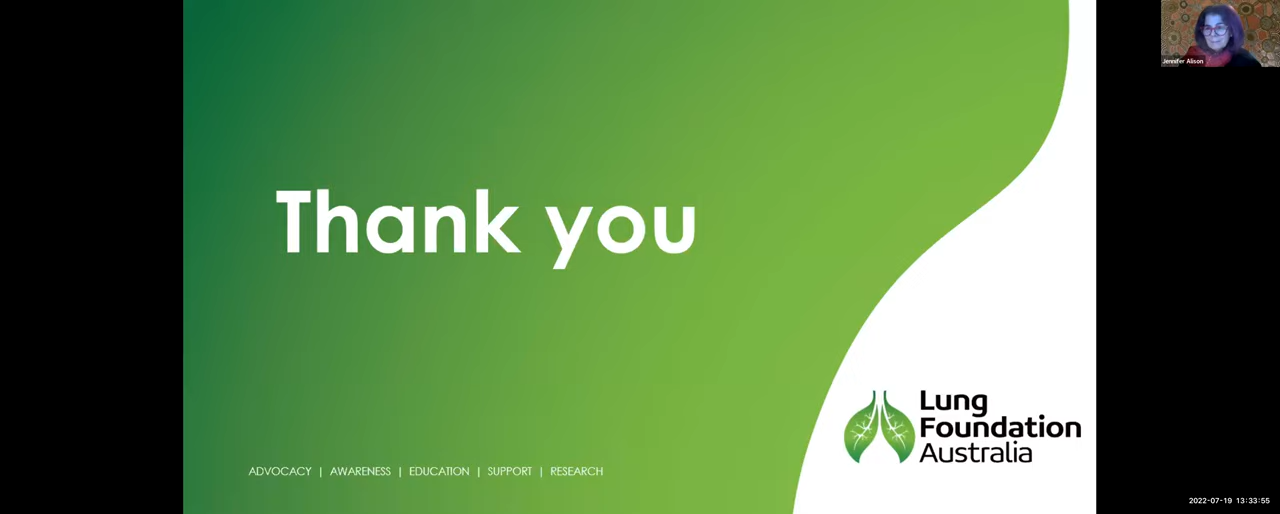 Jennifer Alison
Thank you
Lung
Foundation
Australia
ADVOCACY | AWARENESS | EDUCATION | SUPPORT | RESEARCH
2022-07-19 13:33:55